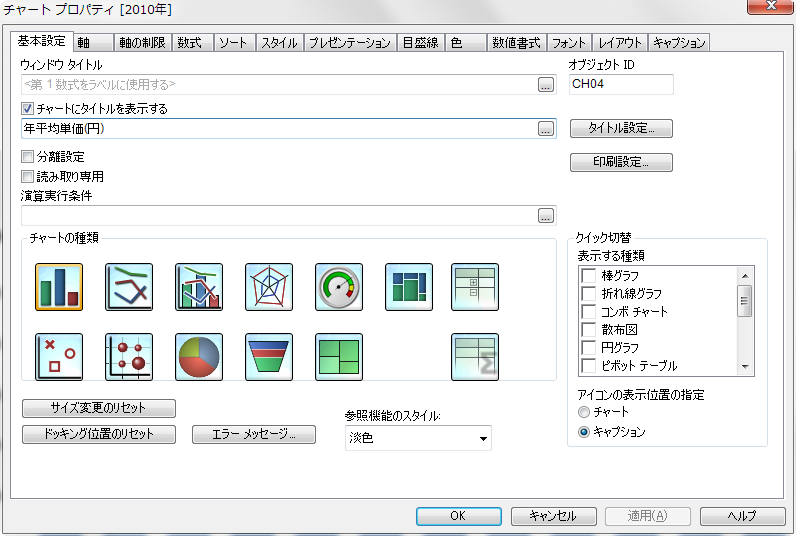 チャート プロパティ [2010年]
基本設定 軸 軸の制限 数式 ソート スタイル プレゼンテーション 目盛線 色 数値書式 フォント レイアウト キャプション
ウィンドウ タイトル
<第 1 数式をラベルに使用する>
...
オブジェクト ID
CH04
チャートにタイトルを表示する
年平均単価(円)
...
タイトル設定...
分離設定
読み取り専用
印刷設定...
演算実行条件
...
チャートの種類
クイック切替
表示する種類
棒グラフ
折れ線グラフ
コンボ チャート
散布図
円グラフ
ピボット テーブル
アイコンの表示位置の指定
チャート
キャプション
サイズ変更のリセット
ドッキング位置のリセット
エラー メッセージ...
参照機能のスタイル:
淡色
OK キャンセル 適用(A) ヘルプ